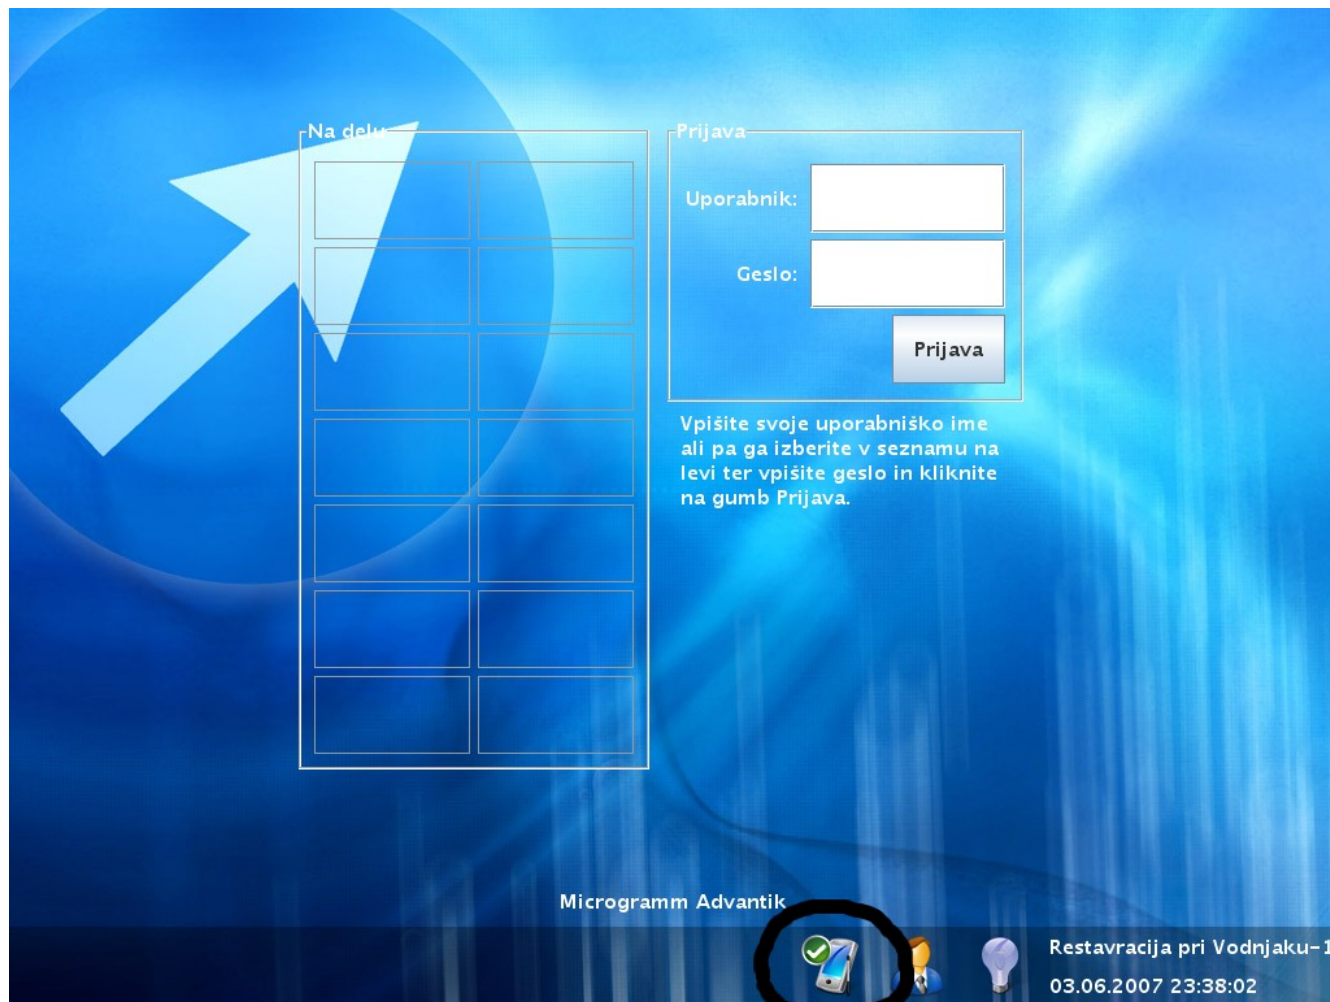 Na delu
Prijava
Uporabnik:
Geslo:
Prijava
Vpišite svoje uporabniško ime
ali pa ga izberite v seznamu na
levi ter vpišite geslo in kliknite
na gumb Prijava.
Microgramm Advantik
Restavracija pri Vodnjaku-1
03.06.2007 23:38:02